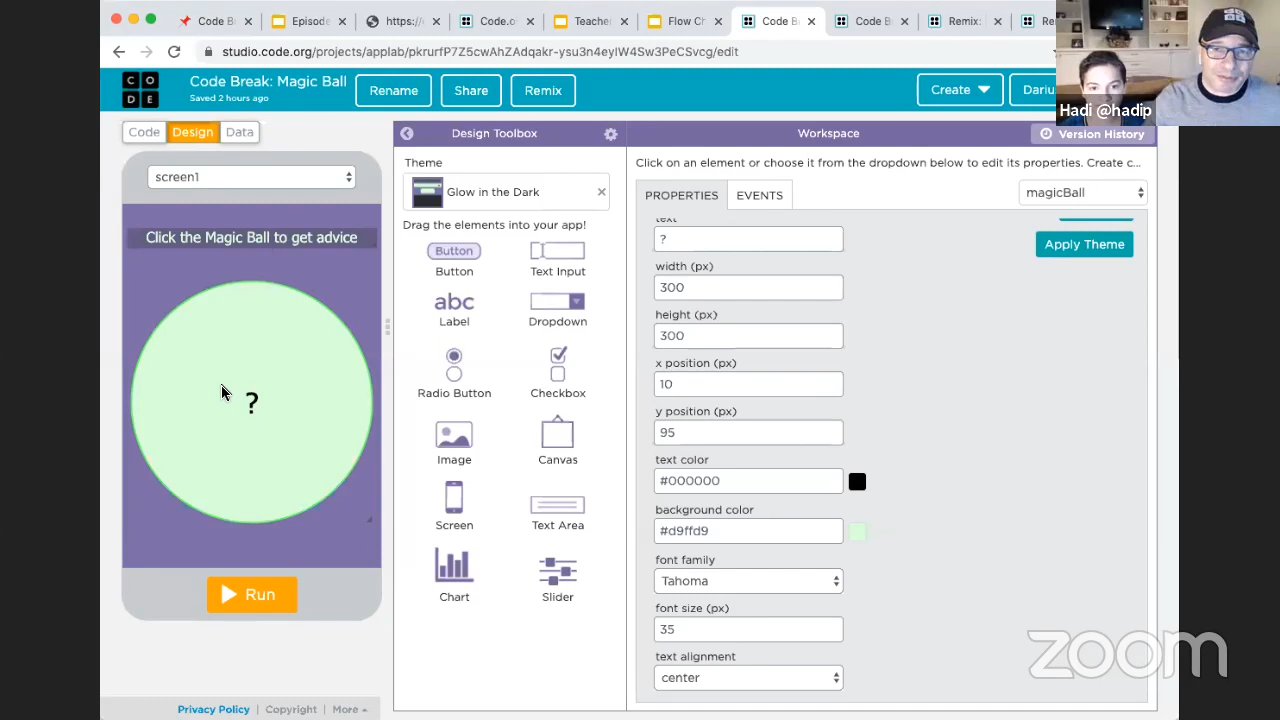 Code B
Episode
https://
Code.o
Teache
Flow Ch
Code B
Code B
Remix:
Re
studio.code.org/projects/applab/pkrurfP7Z5cwAhZAdqakr-ysu3n4eyIW4Sw3PeCSvcg/edit
CODE
Code Break: Magic Ball
Saved 2 hours ago
Rename
Share
Remix
Create
Dariu
Hadi @hadip
Code
Design
Data
Design Toolbox
Workspace
Version History
screen1
Click the Magic Ball to get advice
?
Run
Theme
Glow in the Dark
Drag the elements into your app!
Button
Button
Text Input
abc
Label
Dropdown
Radio Button
Checkbox
Image
Canvas
Screen
Text Area
Chart
Slider
Click on an element or choose it from the dropdown below to edit its properties. Create c...
PROPERTIES
EVENTS
magicBall
text
?
Apply Theme
width (px)
300
height (px)
300
x position (px)
10
y position (px)
95
text color
#000000
background color
#d9ffd9
font family
Tahoma
font size (px)
35
text alignment
center
Privacy Policy | Copyright | More
zoom